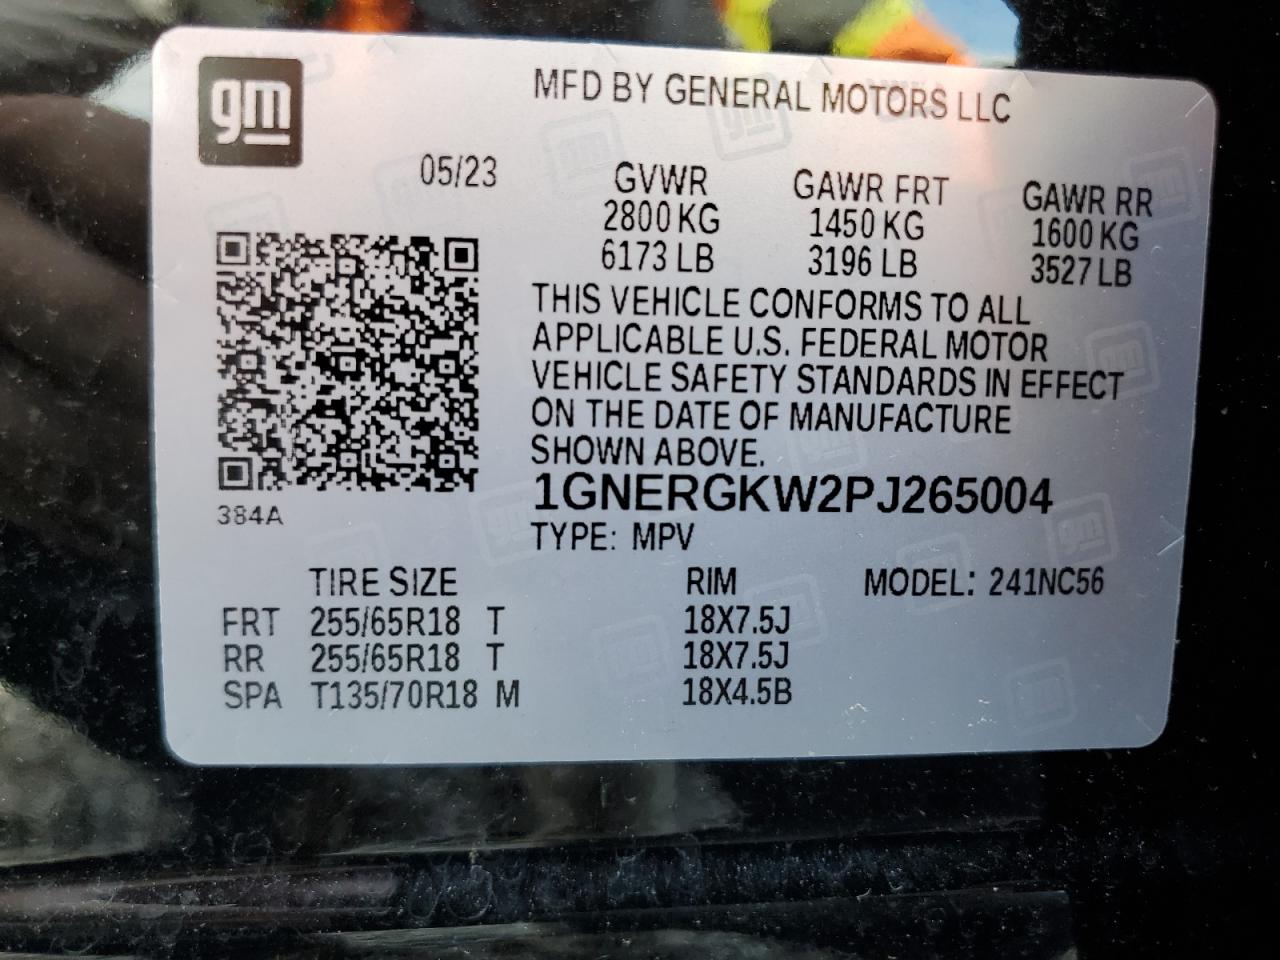 gm
MFD BY GENERAL MOTORS LLC
05/23
GVWR GAWR FRT GAWR RR
2800 KG 1450 KG 1600 KG
6173 LB 3196 LB 3527 LB
THIS VEHICLE CONFORMS TO ALL
APPLICABLE U.S. FEDERAL MOTOR
VEHICLE SAFETY STANDARDS IN EFFECT
ON THE DATE OF MANUFACTURE
SHOWN ABOVE.
1GNERGKW2PJ265004
384A
TYPE: MPV
TIRE SIZE RIM MODEL: 241NC56
FRT 255/65R18 T 18X7.5J
RR 255/65R18 T 18X7.5J
SPA T135/70R18 M 18X4.5B